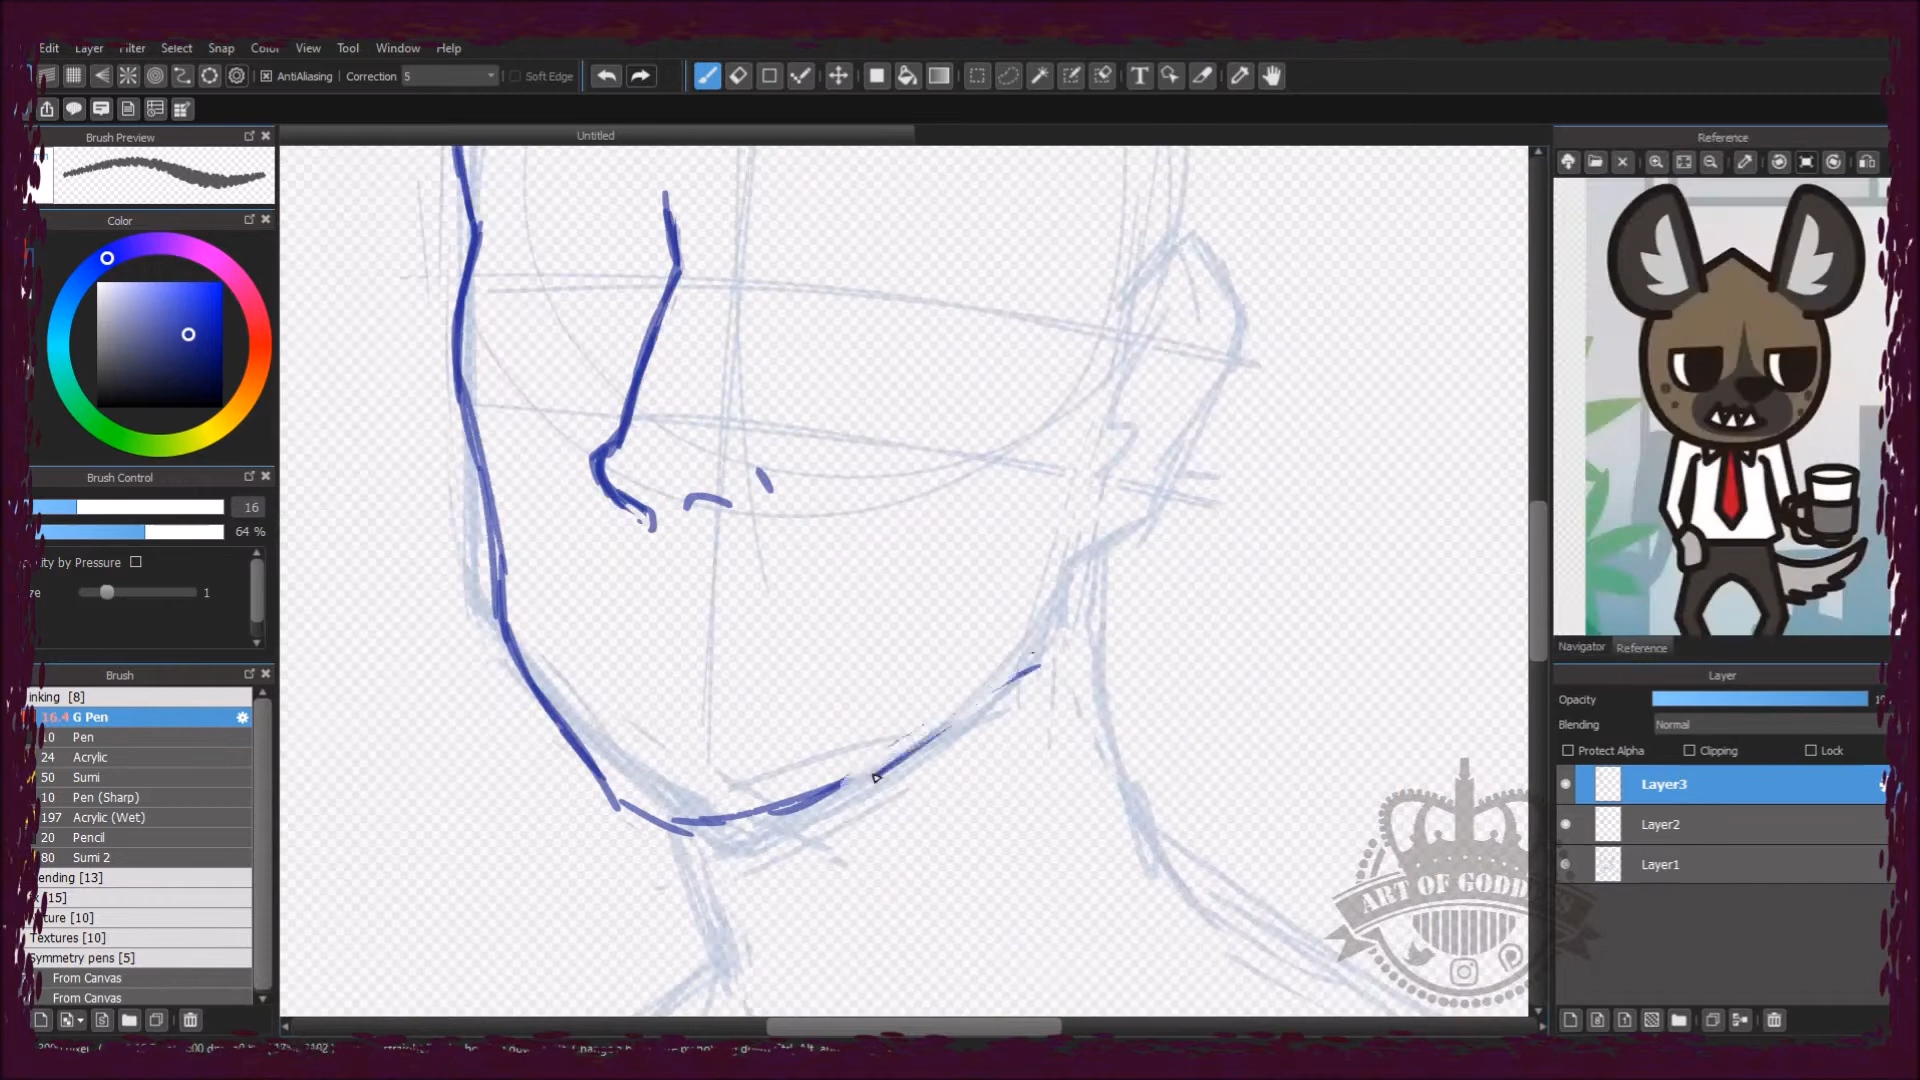 Edit Layer Filter Select Snap Color View Tool Window Help
AntiAliasing Correction 5 Soft Edge
T
Brush Preview
Untitled
Reference
Color
Brush Control
16
64 %
ity by Pressure
ze 1
Brush
inking [8]
16.4 G Pen
10 Pen
24 Acrylic
50 Sumi
10 Pen (Sharp)
197 Acrylic (Wet)
20 Pencil
80 Sumi 2
ending [13]
x [15]
xture [10]
Textures [10]
Symmetry pens [5]
From Canvas
From Canvas
Navigator Reference
Layer
Opacity
Blending Normal
Protect Alpha Clipping Lock
Layer3
Layer2
Layer1
ART OF GODD